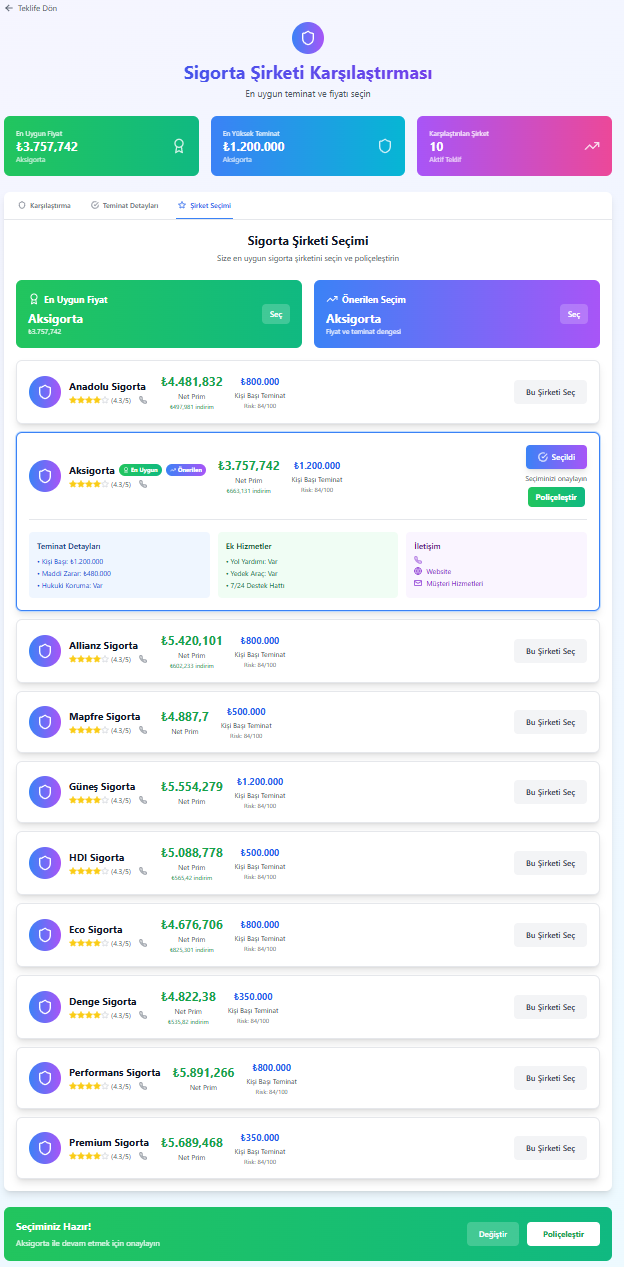 Teklife Dön
Sigorta Şirketi Karşılaştırması
En uygun teminat ve fiyatı seçin
En Uygun Fiyat
₺3.757,742
Aksigorta
En Yüksek Teminat
₺1.200.000
Aksigorta
Karşılaştırılan Şirket
10
Aktif Teklif
Karşılaştırma
Teminat Detayları
Şirket Seçimi
Sigorta Şirketi Seçimi
Size en uygun sigorta şirketini seçin ve poliçeleştirin
En Uygun Fiyat
Aksigorta
₺3.757,742
Seç
Önerilen Seçim
Aksigorta
Fiyat ve teminat dengesi
Seç
Anadolu Sigorta
(4.3/5)
₺4.481,832
Net Prim
₺497,981 indirim
₺800.000
Kişi Başı Teminat
Risk: 84/100
Bu Şirketi Seç
Aksigorta
En Uygun
Önerilen
(4.3/5)
₺3.757,742
Net Prim
₺663,131 indirim
₺1.200.000
Kişi Başı Teminat
Risk: 84/100
Seçildi
Seçiminizi onaylayın
Poliçeleştir
Teminat Detayları
• Kişi Başı: ₺1.200.000
• Maddi Zarar: ₺480.000
• Hukuki Koruma: Var
Ek Hizmetler
• Yol Yardımı: Var
• Yedek Araç: Var
• 7/24 Destek Hattı
İletişim
Website
Müşteri Hizmetleri
Allianz Sigorta
(4.3/5)
₺5.420,101
Net Prim
₺602,233 indirim
₺800.000
Kişi Başı Teminat
Risk: 84/100
Bu Şirketi Seç
Mapfre Sigorta
(4.3/5)
₺4.887,7
Net Prim
₺500.000
Kişi Başı Teminat
Risk: 84/100
Bu Şirketi Seç
Güneş Sigorta
(4.3/5)
₺5.554,279
Net Prim
₺1.200.000
Kişi Başı Teminat
Risk: 84/100
Bu Şirketi Seç
HDI Sigorta
(4.3/5)
₺5.088,778
Net Prim
₺565,42 indirim
₺500.000
Kişi Başı Teminat
Risk: 84/100
Bu Şirketi Seç
Eco Sigorta
(4.3/5)
₺4.676,706
Net Prim
₺825,301 indirim
₺800.000
Kişi Başı Teminat
Risk: 84/100
Bu Şirketi Seç
Denge Sigorta
(4.3/5)
₺4.822,38
Net Prim
₺535,82 indirim
₺350.000
Kişi Başı Teminat
Risk: 84/100
Bu Şirketi Seç
Performans Sigorta
(4.3/5)
₺5.891,266
Net Prim
₺800.000
Kişi Başı Teminat
Risk: 84/100
Bu Şirketi Seç
Premium Sigorta
(4.3/5)
₺5.689,468
Net Prim
₺350.000
Kişi Başı Teminat
Risk: 84/100
Bu Şirketi Seç
Seçiminiz Hazır!
Aksigorta ile devam etmek için onaylayın
Değiştir
Poliçeleştir